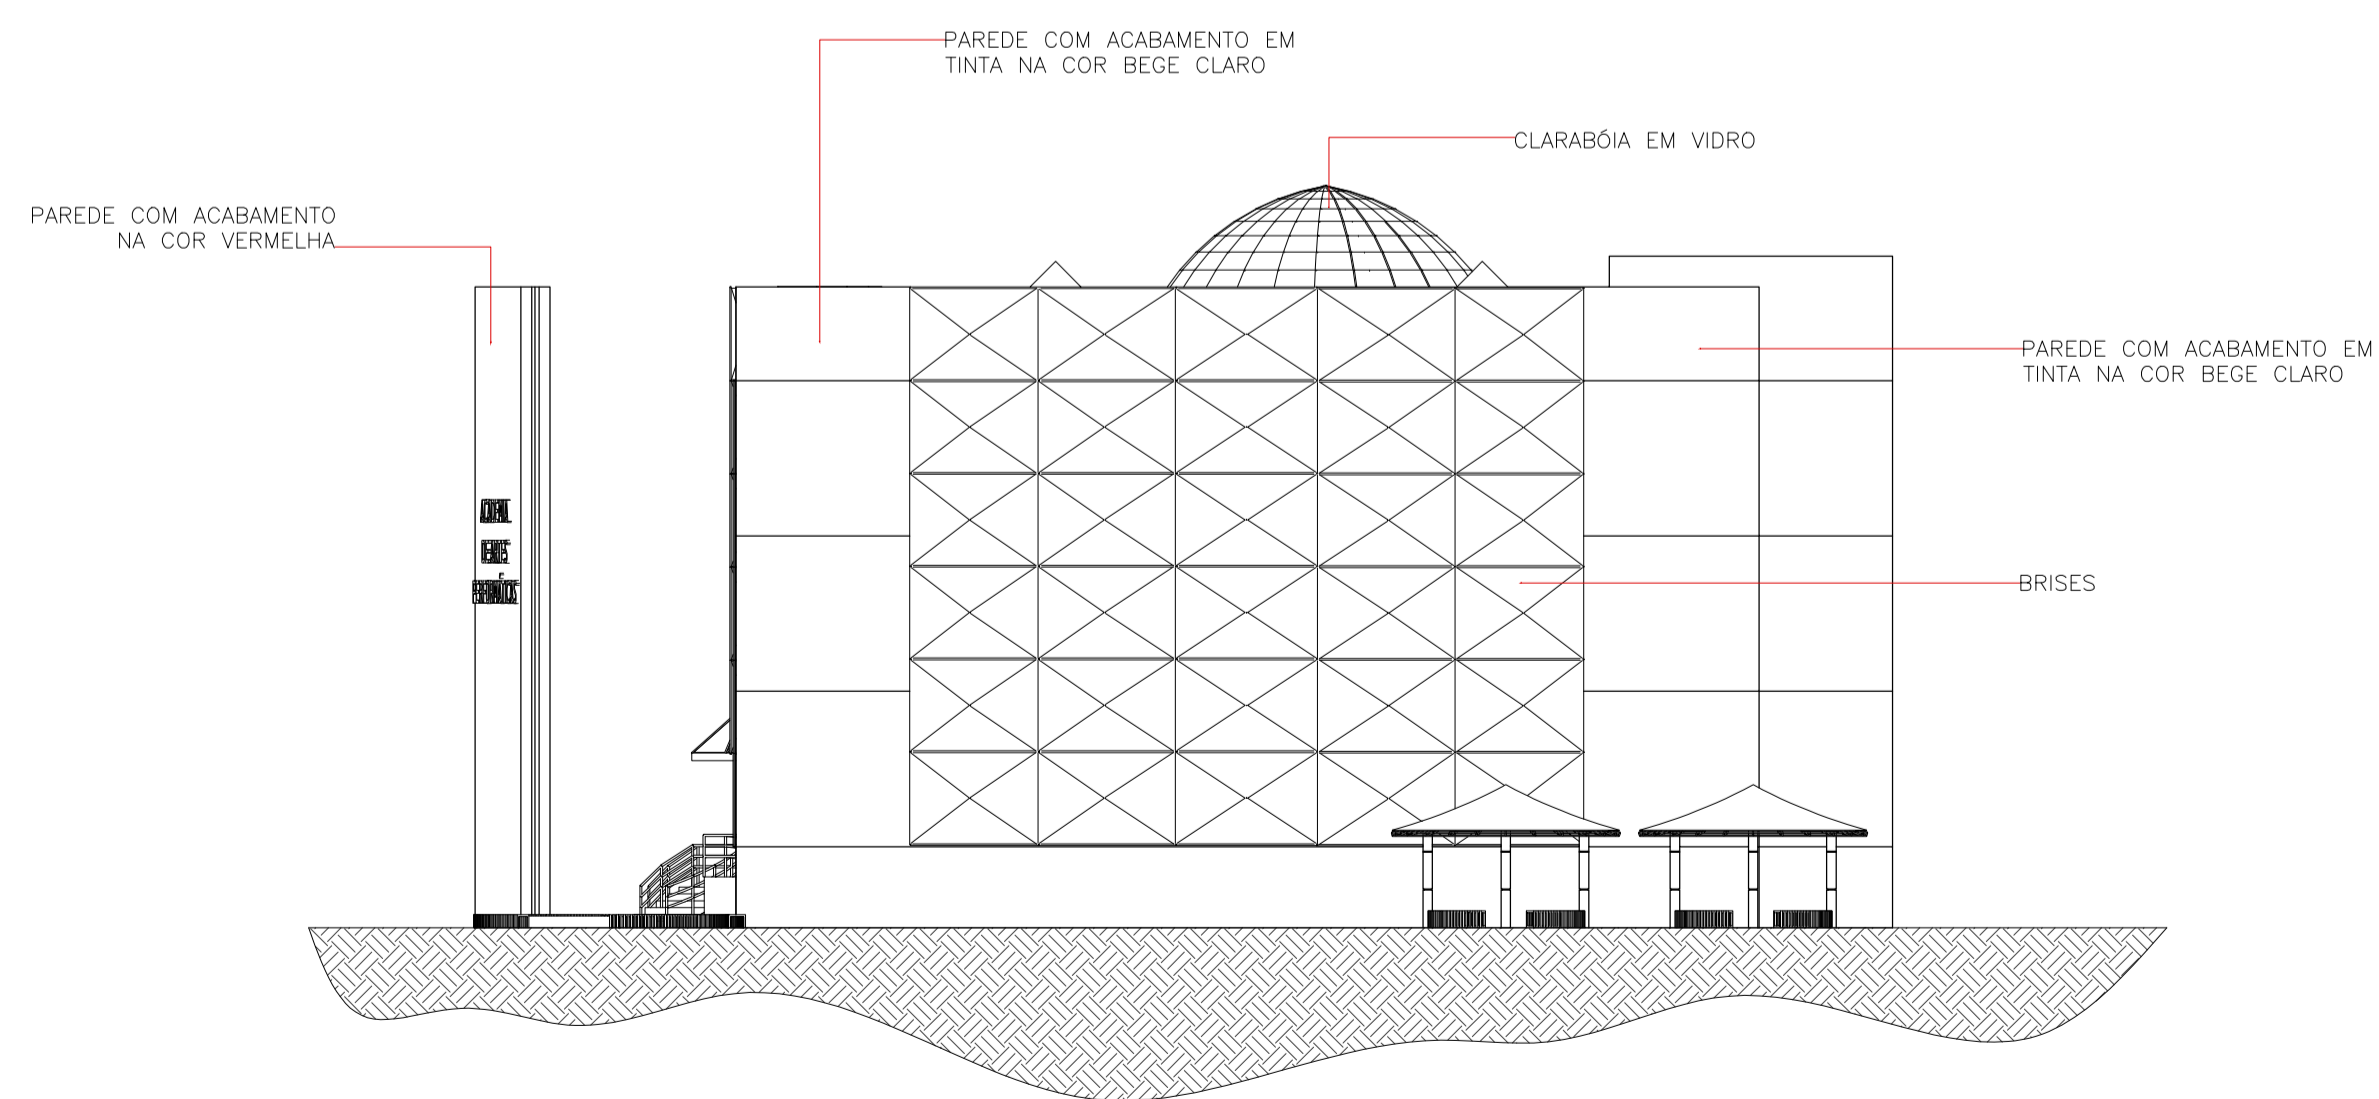 PAREDE COM ACABAMENTO EM
TINTA NA COR BEGE CLARO
CLARABÓIA EM VIDRO
PAREDE COM ACABAMENTO
NA COR VERMELHA
PAREDE COM ACABAMENTO EM
TINTA NA COR BEGE CLARO
BRISES